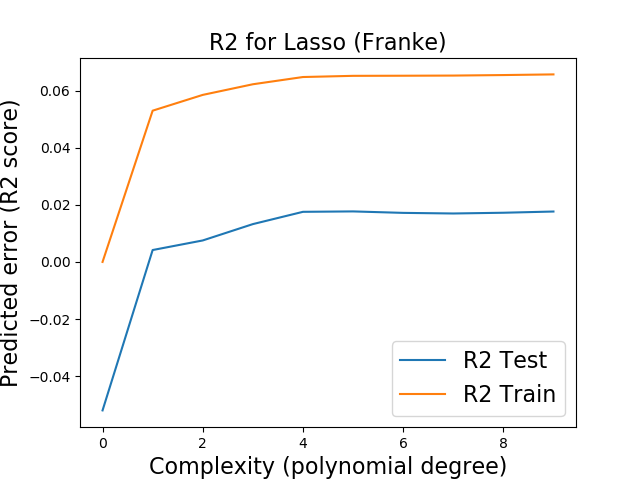 R2 for Lasso (Franke)
Predicted error (R2 score)
0.06
0.04
0.02
0.00
−0.02
−0.04
R2 Test
R2 Train
0 2 4 6 8
Complexity (polynomial degree)